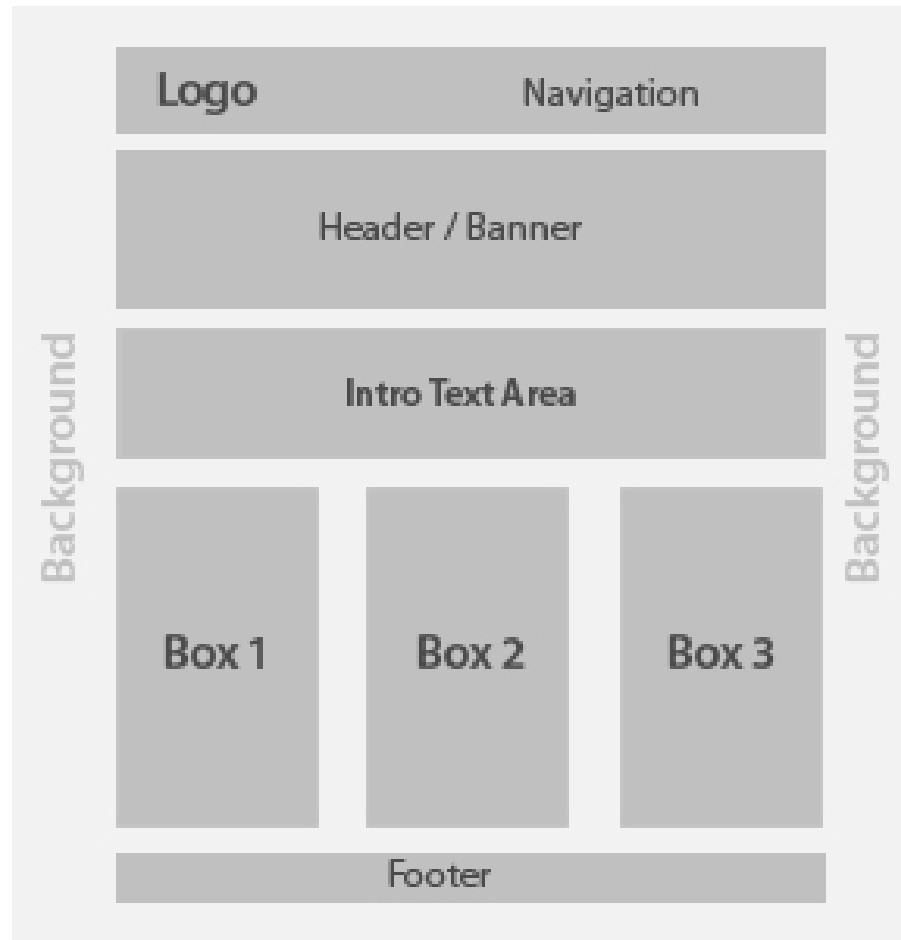 Logo
Navigation
Header / Banner
Background
Intro Text Area
Background
Box 1
Box 2
Box 3
Footer